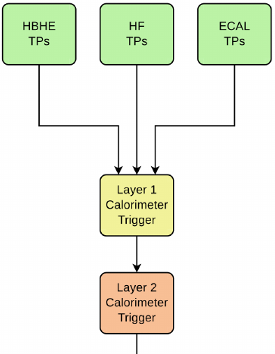 HBHE
TPs
HF
TPs
ECAL
TPs
Layer 1
Calorimeter
Trigger
Layer 2
Calorimeter
Trigger